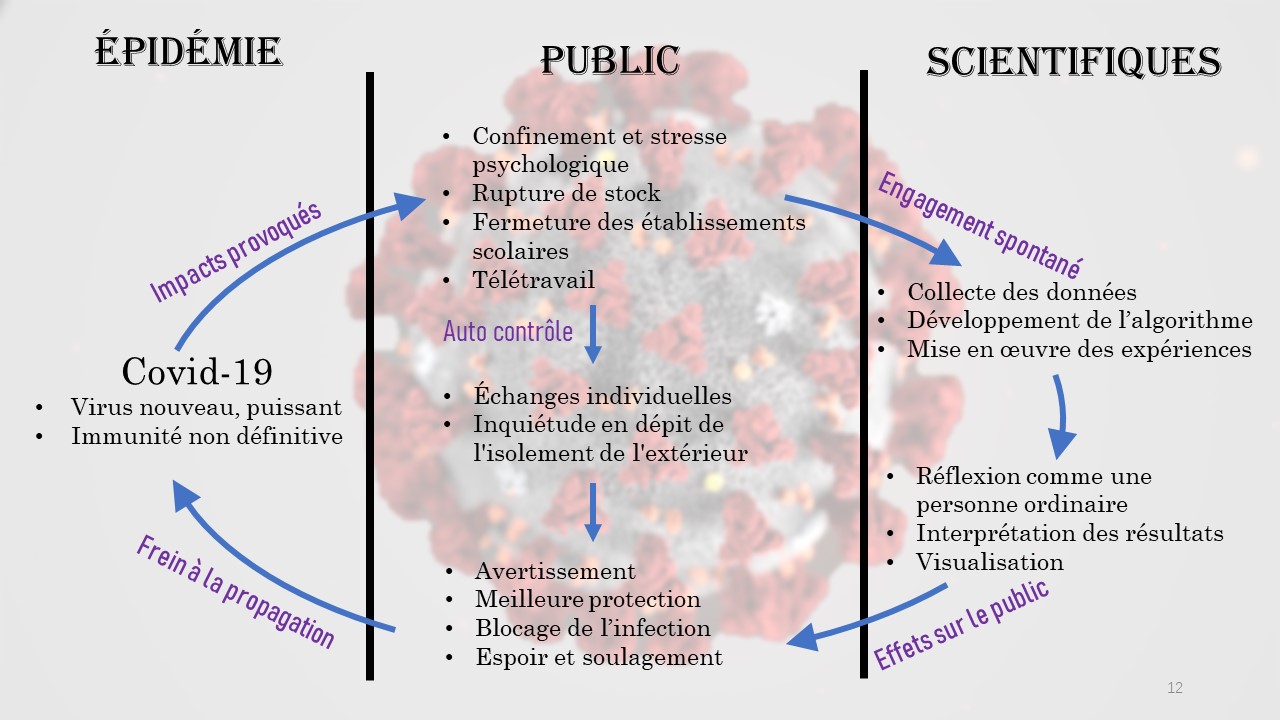 ÉPIDÉMIE
PUBLIC
SCIENTIFIQUES
Impacts provoqués
Covid-19
• Virus nouveau, puissant
• Immunité non définitive
Frein à la propagation
• Confinement et stresse
psychologique
• Rupture de stock
• Fermeture des établissements
scolaires
• Télétravail
Auto contrôle
• Échanges individuelles
• Inquiétude en dépit de
l'isolement de l'extérieur
• Avertissement
• Meilleure protection
• Blocage de l’infection
• Espoir et soulagement
Engagement spontané
• Collecte des données
• Développement de l’algorithme
• Mise en œuvre des expériences
• Réflexion comme une
personne ordinaire
• Interprétation des résultats
• Visualisation
Effets sur le public
12